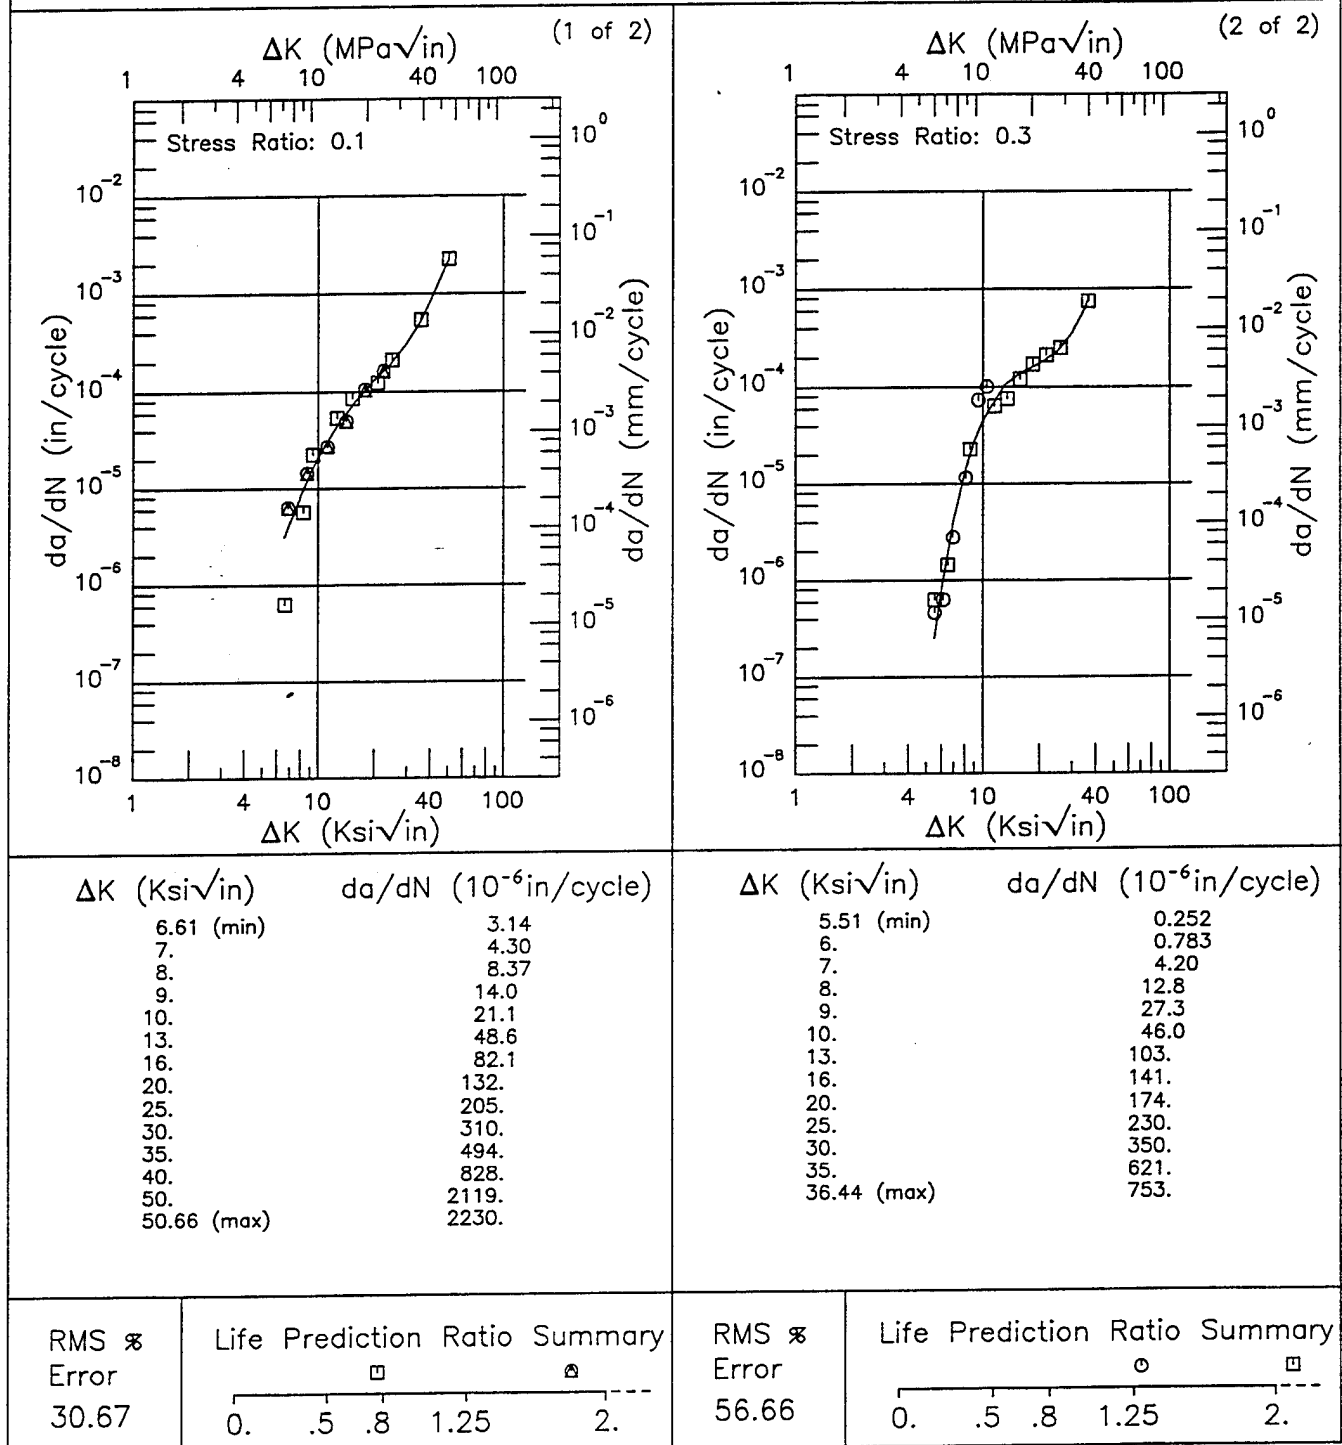 (1 of 2)
ΔK (MPa√in)
1 4 10 40 100
Stress Ratio: 0.1
10⁻²
10⁻³
10⁻⁴
10⁻⁵
10⁻⁶
10⁻⁷
10⁻⁸
da/dN (in/cycle)
10⁰
10⁻¹
10⁻²
10⁻³
10⁻⁴
10⁻⁵
10⁻⁶
da/dN (mm/cycle)
1 4 10 40 100
ΔK (Ksi√in)
(2 of 2)
ΔK (MPa√in)
1 4 10 40 100
Stress Ratio: 0.3
10⁻²
10⁻³
10⁻⁴
10⁻⁵
10⁻⁶
10⁻⁷
10⁻⁸
da/dN (in/cycle)
10⁰
10⁻¹
10⁻²
10⁻³
10⁻⁴
10⁻⁵
10⁻⁶
da/dN (mm/cycle)
1 4 10 40 100
ΔK (Ksi√in)
ΔK (Ksi√in) da/dN (10⁻⁶in/cycle)
6.61 (min) 3.14
7. 4.30
8. 8.37
9. 14.0
10. 21.1
13. 48.6
16. 82.1
20. 132.
25. 205.
30. 310.
35. 494.
40. 828.
50. 2119.
50.66 (max) 2230.
ΔK (Ksi√in) da/dN (10⁻⁶in/cycle)
5.51 (min) 0.252
6. 0.783
7. 4.20
8. 12.8
9. 27.3
10. 46.0
13. 103.
16. 141.
20. 174.
25. 230.
30. 350.
35. 621.
36.44 (max) 753.
RMS %
Error
30.67
Life Prediction Ratio Summary
0. .5 .8 1.25 2.
RMS %
Error
56.66
Life Prediction Ratio Summary
0. .5 .8 1.25 2.